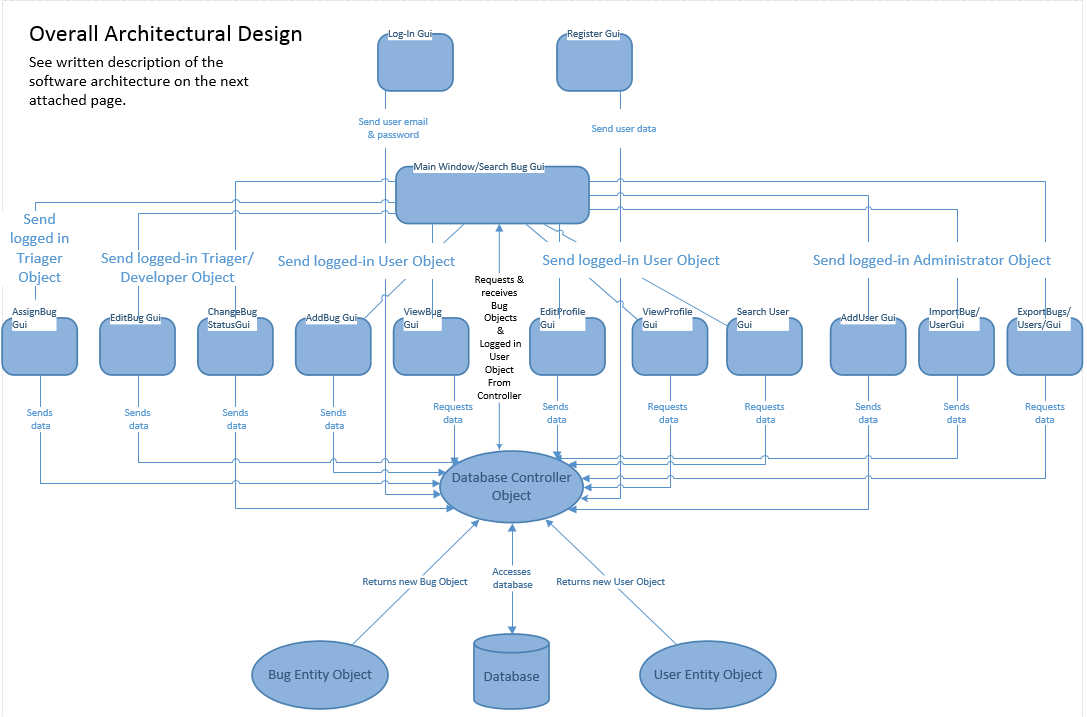 Overall Architectural Design
See written description of the
software architecture on the next
attached page.
Log-In Gui
Register Gui
Send user email
& password
Send user data
Main Window/Search Bug Gui
Send
logged in
Triager
Object
Send logged-in Triager/
Developer Object
Send logged-in User Object
Send logged-in User Object
Send logged-in Administrator Object
Requests &
receives
Bug
Objects
&
Logged in
User
Object
From
Controller
AssignBug
Gui
EditBug Gui
ChangeBug
StatusGui
AddBug Gui
ViewBug
Gui
EditProfile
Gui
ViewProfile
Gui
Search User
Gui
AddUser Gui
ImportBug/
UserGui
ExportBugs/
Users/Gui
Sends
data
Sends
data
Sends
data
Sends
data
Requests
data
Sends
data
Requests
data
Requests
data
Sends
data
Sends
data
Requests
data
Database Controller
Object
Returns new Bug Object
Accesses
database
Returns new User Object
Bug Entity Object
Database
User Entity Object